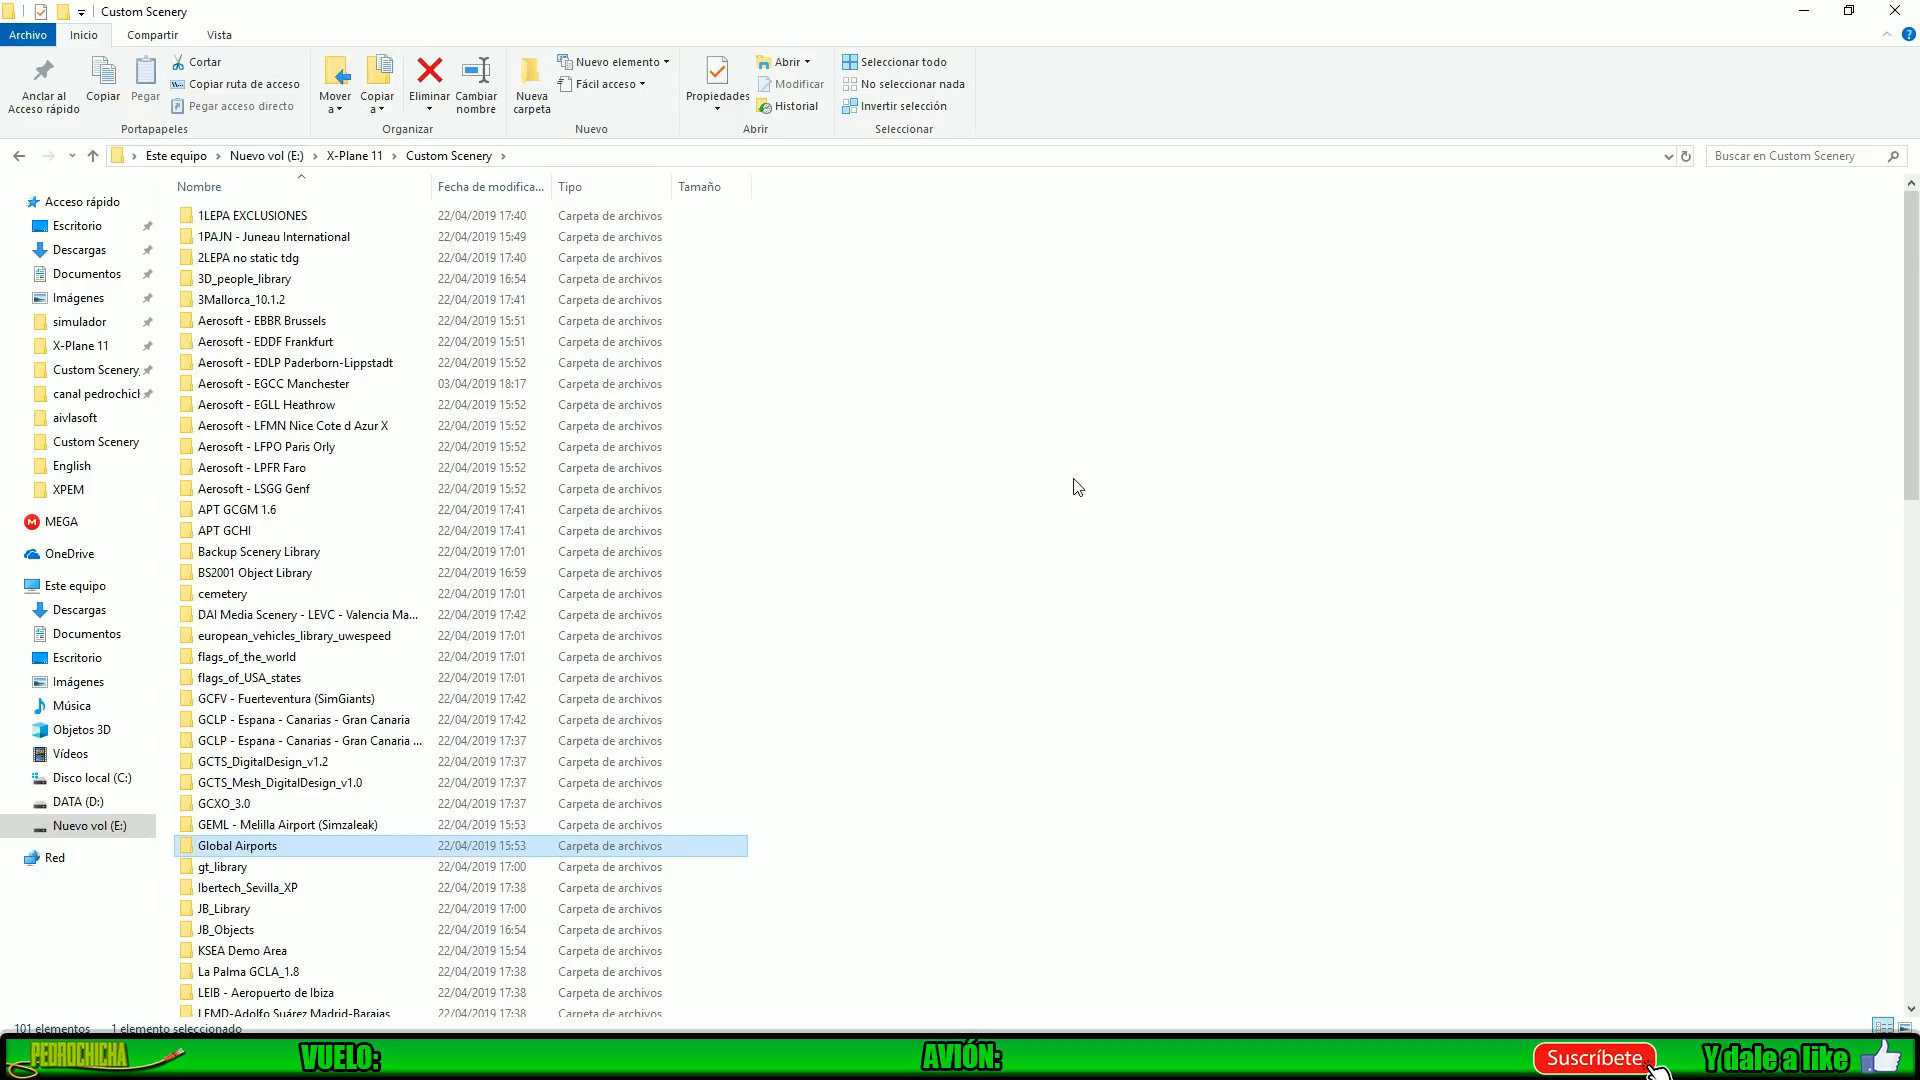 Custom Scenery
Archivo Inicio Compartir Vista
Anclar al Acceso rápido
Copiar
Pegar
Cortar
Copiar ruta de acceso
Pegar acceso directo
Portapapeles
Mover a
Copiar a
Eliminar
Cambiar nombre
Organizar
Nueva carpeta
Nuevo elemento
Fácil acceso
Nuevo
Propiedades
Abrir
Modificar
Historial
Abrir
Seleccionar todo
No seleccionar nada
Invertir selección
Seleccionar
Este equipo > Nuevo vol (E:) > X-Plane 11 > Custom Scenery >
Buscar en Custom Scenery
Acceso rápido
Escritorio
Descargas
Documentos
Imágenes
simulador
X-Plane 11
Custom Scenery
canal pedrochicl
aivlasoft
Custom Scenery
English
XPEM
MEGA
OneDrive
Este equipo
Descargas
Documentos
Escritorio
Imágenes
Música
Objetos 3D
Vídeos
Disco local (C:)
DATA (D:)
Nuevo vol (E:)
Red
Nombre Fecha de modifica... Tipo Tamaño
1LEPA EXCLUSIONES 22/04/2019 17:40 Carpeta de archivos
1PAJN - Juneau International 22/04/2019 15:49 Carpeta de archivos
2LEPA no static tdg 22/04/2019 17:40 Carpeta de archivos
3D_people_library 22/04/2019 16:54 Carpeta de archivos
3Mallorca_10.1.2 22/04/2019 17:41 Carpeta de archivos
Aerosoft - EBBR Brussels 22/04/2019 15:51 Carpeta de archivos
Aerosoft - EDDF Frankfurt 22/04/2019 15:51 Carpeta de archivos
Aerosoft - EDLP Paderborn-Lippstadt 22/04/2019 15:52 Carpeta de archivos
Aerosoft - EGCC Manchester 03/04/2019 18:17 Carpeta de archivos
Aerosoft - EGLL Heathrow 22/04/2019 15:52 Carpeta de archivos
Aerosoft - LFMN Nice Cote d Azur X 22/04/2019 15:52 Carpeta de archivos
Aerosoft - LFPO Paris Orly 22/04/2019 15:52 Carpeta de archivos
Aerosoft - LPFR Faro 22/04/2019 15:52 Carpeta de archivos
Aerosoft - LSGG Genf 22/04/2019 15:52 Carpeta de archivos
APT GCGM 1.6 22/04/2019 17:41 Carpeta de archivos
APT GCHI 22/04/2019 17:41 Carpeta de archivos
Backup Scenery Library 22/04/2019 17:01 Carpeta de archivos
BS2001 Object Library 22/04/2019 16:59 Carpeta de archivos
cemetery 22/04/2019 17:01 Carpeta de archivos
DAI Media Scenery - LEVC - Valencia Ma... 22/04/2019 17:42 Carpeta de archivos
european_vehicles_library_uwespeed 22/04/2019 17:01 Carpeta de archivos
flags_of_the_world 22/04/2019 17:01 Carpeta de archivos
flags_of_USA_states 22/04/2019 17:01 Carpeta de archivos
GCFV - Fuerteventura (SimGiants) 22/04/2019 17:42 Carpeta de archivos
GCLP - Espana - Canarias - Gran Canaria 22/04/2019 17:42 Carpeta de archivos
GCLP - Espana - Canarias - Gran Canaria ... 22/04/2019 17:37 Carpeta de archivos
GCTS_DigitalDesign_v1.2 22/04/2019 17:37 Carpeta de archivos
GCTS_Mesh_DigitalDesign_v1.0 22/04/2019 17:37 Carpeta de archivos
GCXO_3.0 22/04/2019 17:37 Carpeta de archivos
GEML - Melilla Airport (Simzaleak) 22/04/2019 15:53 Carpeta de archivos
Global Airports 22/04/2019 15:53 Carpeta de archivos
gt_library 22/04/2019 17:00 Carpeta de archivos
Ibertech_Sevilla_XP 22/04/2019 17:38 Carpeta de archivos
JB_Library 22/04/2019 17:00 Carpeta de archivos
JB_Objects 22/04/2019 16:54 Carpeta de archivos
KSEA Demo Area 22/04/2019 15:54 Carpeta de archivos
La Palma GCLA_1.8 22/04/2019 17:38 Carpeta de archivos
LEIB - Aeropuerto de Ibiza 22/04/2019 17:38 Carpeta de archivos
LEMD-Adolfo Suárez Madrid-Barajas 22/04/2019 17:38 Carpeta de archivos
101 elementos 1 elemento seleccionado
PEDROCHICHA VUELO: AVIÓN: Suscríbete Y dale a like